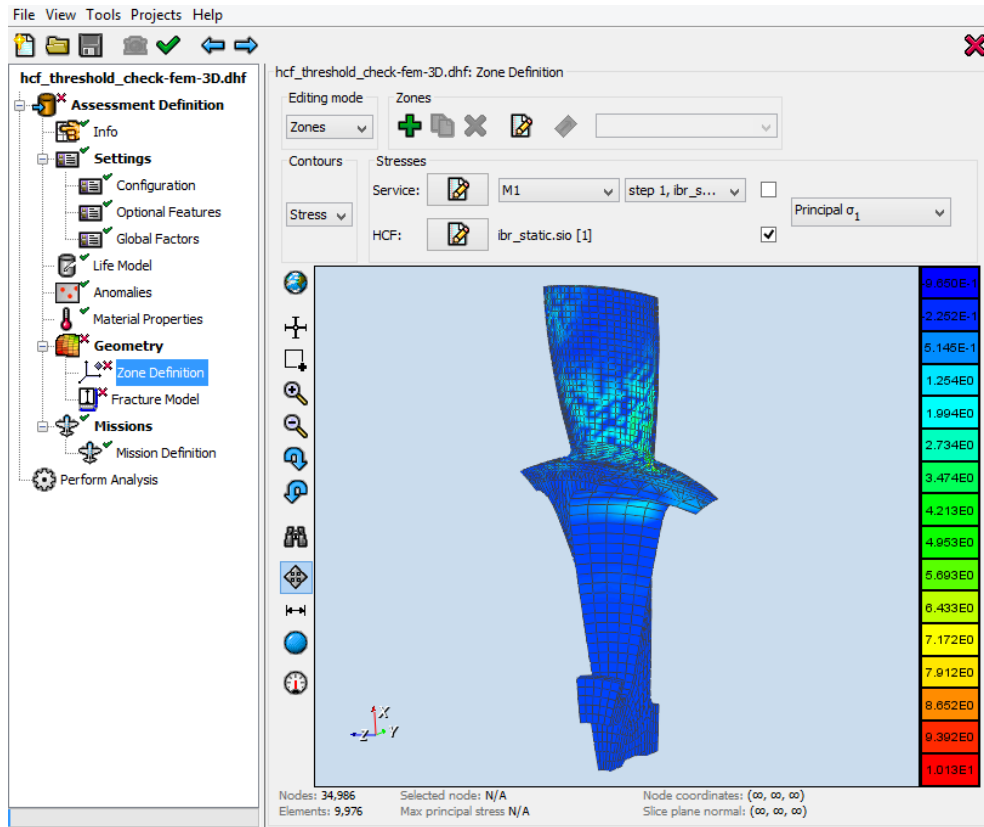 File View Tools Projects Help
hcf_threshold_check-fem-3D.dhf
Assessment Definition
Info
Settings
Configuration
Optional Features
Global Factors
Life Model
Anomalies
Material Properties
Geometry
Zone Definition
Fracture Model
Missions
Mission Definition
Perform Analysis
hcf_threshold_check-fem-3D.dhf: Zone Definition
Editing mode
Zones
Zones
Contours
Stress
Stresses
Service: M1 step 1, ibr_s...
HCF: ibr_static.sio [1]
Principal σ1
-9.650E-1
-2.252E-1
5.145E-1
1.254E0
1.994E0
2.734E0
3.474E0
4.213E0
4.953E0
5.693E0
6.433E0
7.172E0
7.912E0
8.652E0
9.392E0
1.013E1
X
Z Y
Nodes: 34,986 Selected node: N/A Node coordinates: (∞, ∞, ∞)
Elements: 9,976 Max principal stress N/A Slice plane normal: (∞, ∞, ∞)